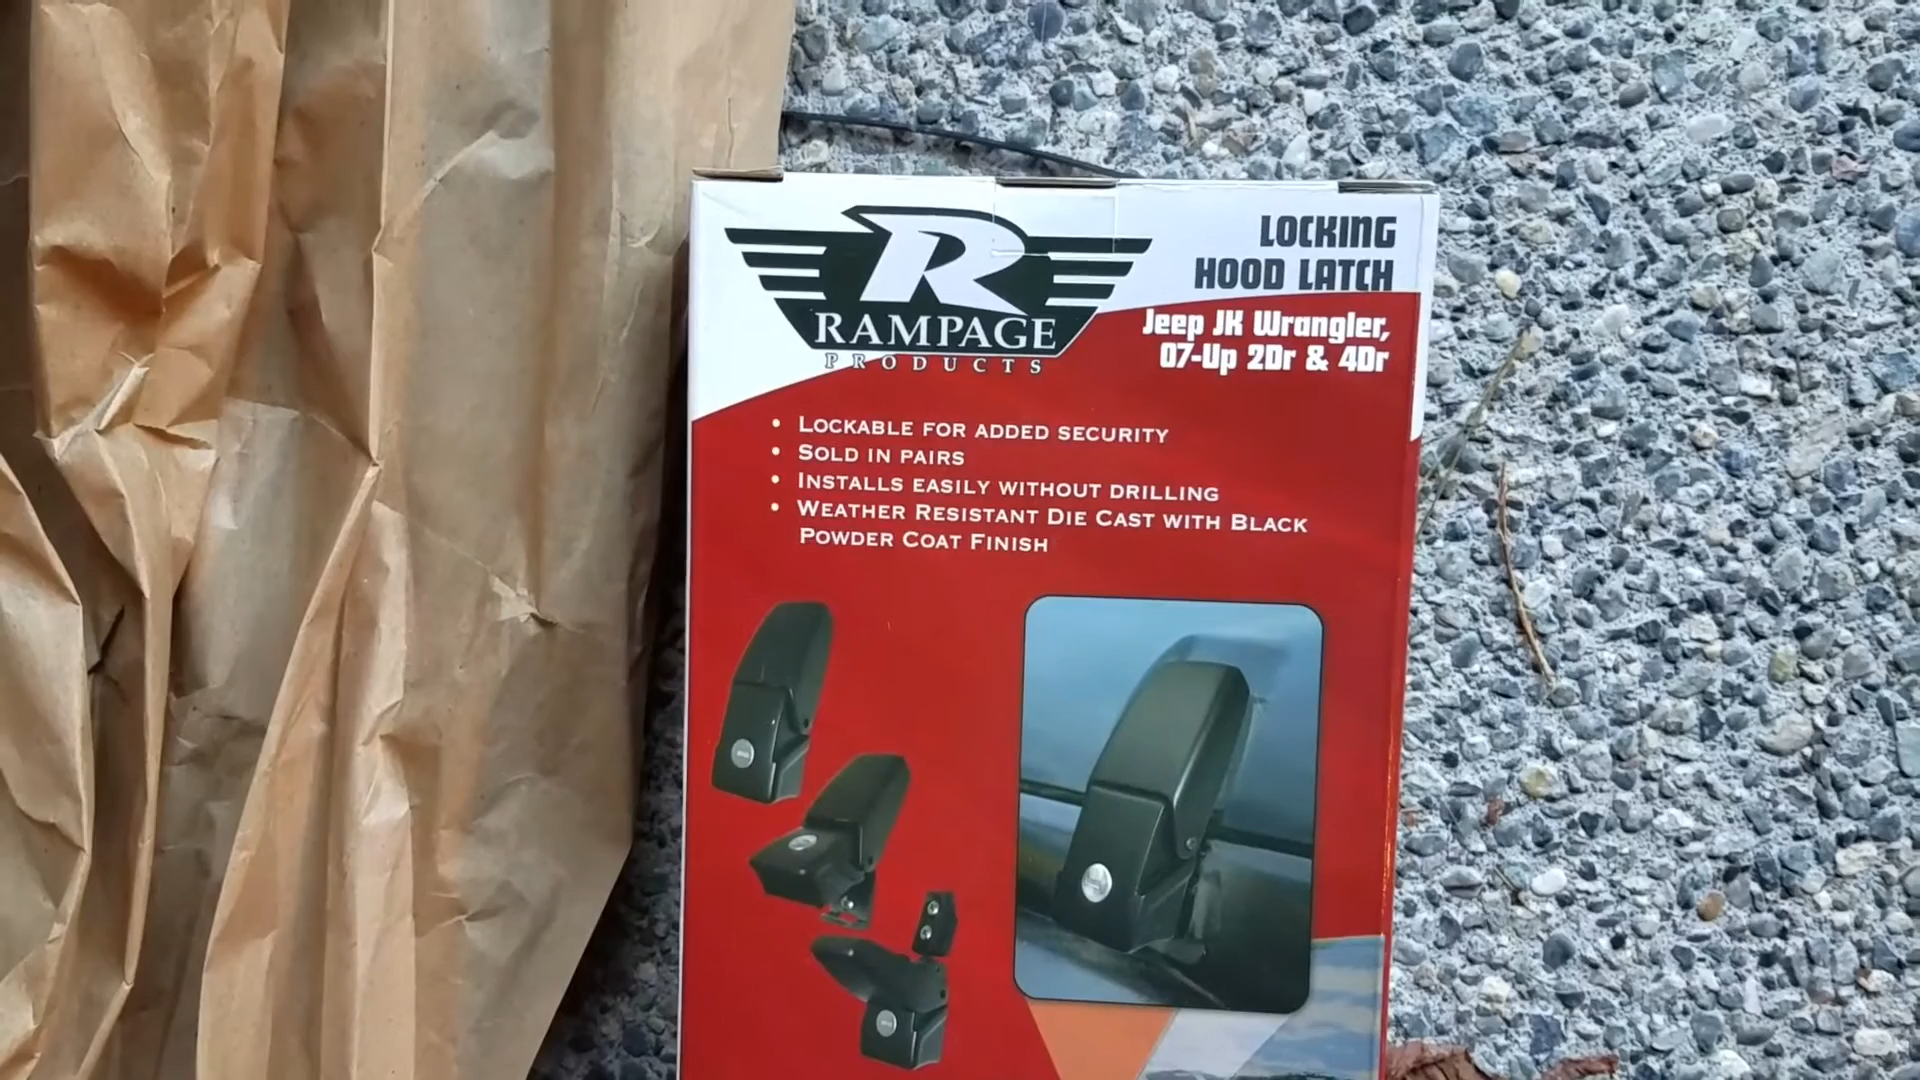 R
RAMPAGE
PRODUCTS
LOCKING
HOOD LATCH
Jeep JK Wrangler,
07-Up 2Dr & 4Dr
• LOCKABLE FOR ADDED SECURITY
• SOLD IN PAIRS
• INSTALLS EASILY WITHOUT DRILLING
• WEATHER RESISTANT DIE CAST WITH BLACK
POWDER COAT FINISH